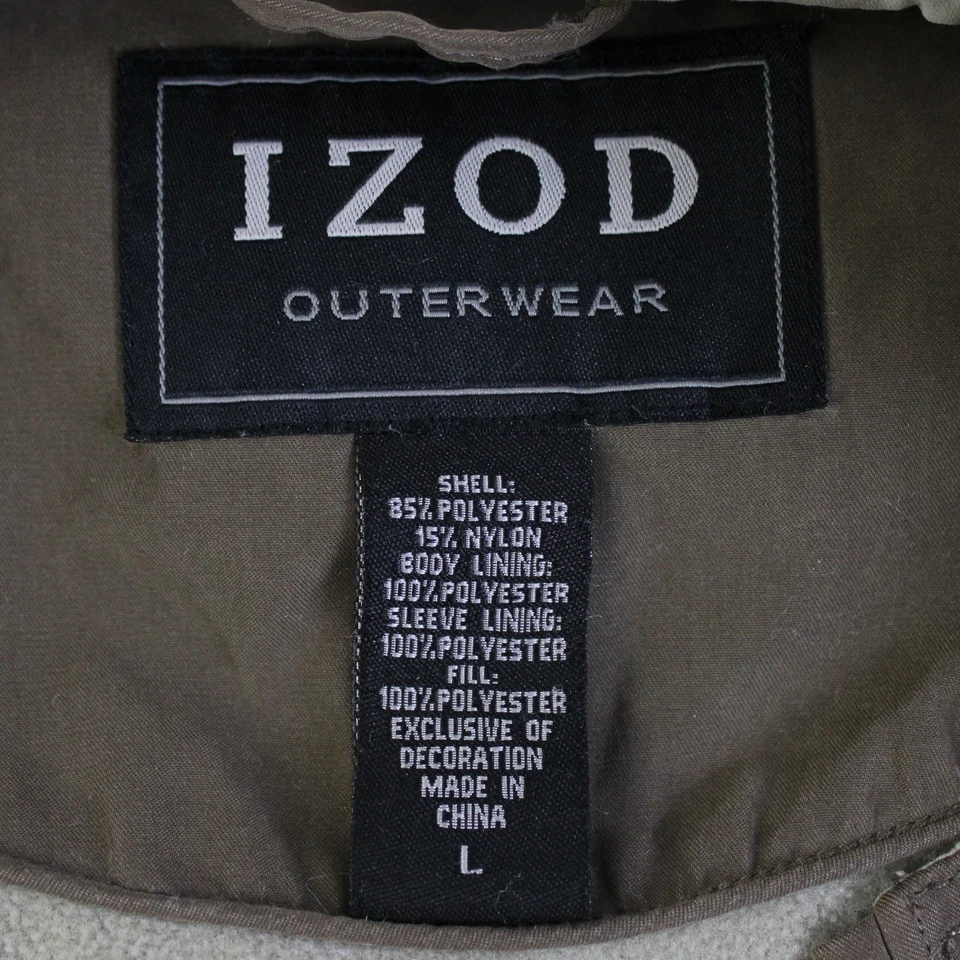 IZOD
OUTERWEAR
SHELL:
85% POLYESTER
15% NYLON
BODY LINING:
100% POLYESTER
SLEEVE LINING:
100% POLYESTER
FILL:
100% POLYESTER
EXCLUSIVE OF
DECORATION
MADE IN
CHINA
L